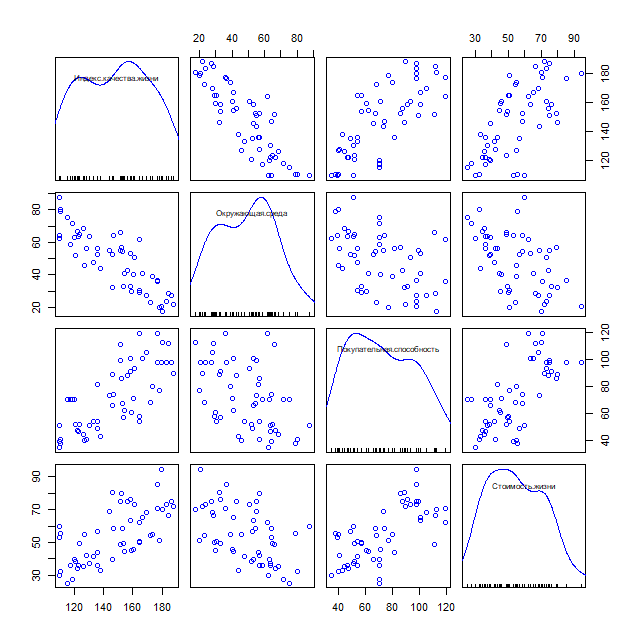 20 40 60 80
30 50 70 90
Индекс.качества.жизни
120 140 160 180
20 40 60 80
Окружающая.среда
40 60 80 100 120
Покупательная.способность
30 50 70 90
Стоимость.жизни
120 140 160 180
40 60 80 100 120